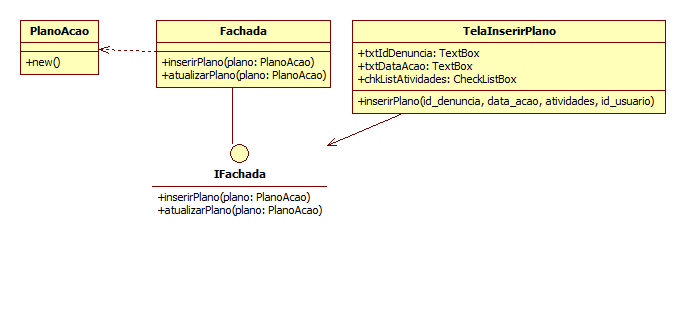 PlanoAcao
+new()
Fachada
+inserirPlano(plano: PlanoAcao)
+atualizarPlano(plano: PlanoAcao)
TelaInserirPlano
+txtIdDenuncia: TextBox
+txtDataAcao: TextBox
+chkListAtividades: CheckListBox
+inserirPlano(id_denuncia, data_acao, atividades, id_usuario)
IFachada
+inserirPlano(plano: PlanoAcao)
+atualizarPlano(plano: PlanoAcao)